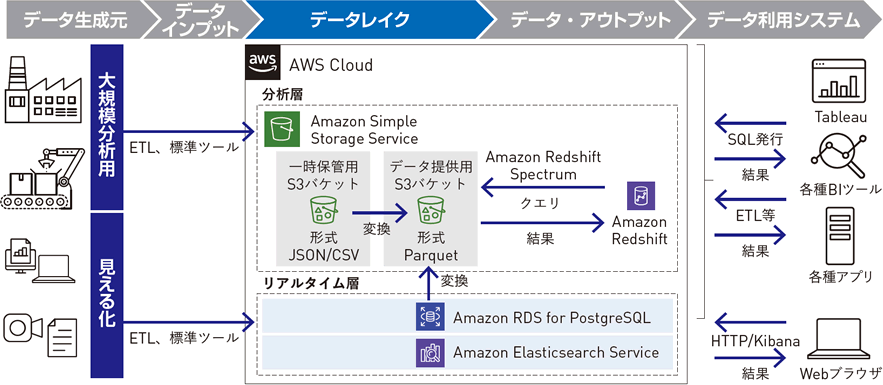 データ生成元
データ
インプット
データレイク
データ・アウトプット
データ利用システム
大規模分析用
見える化
ETL、標準ツール
ETL、標準ツール
aws
AWS Cloud
分析層
Amazon Simple
Storage Service
一時保管用
S3バケット
形式
JSON/CSV
変換
データ提供用
S3バケット
形式
Parquet
Amazon Redshift
Spectrum
クエリ
結果
Amazon
Redshift
変換
リアルタイム層
Amazon RDS for PostgreSQL
Amazon Elasticsearch Service
SQL発行
結果
ETL等
結果
HTTP/Kibana
結果
Tableau
各種BIツール
各種アプリ
Webブラウザ